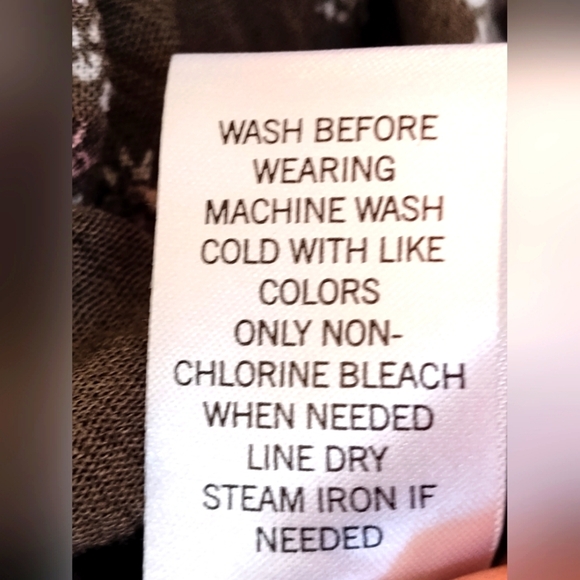 WASH BEFORE
WEARING
MACHINE WASH
COLD WITH LIKE
COLORS
ONLY NON-
CHLORINE BLEACH
WHEN NEEDED
LINE DRY
STEAM IRON IF
NEEDED